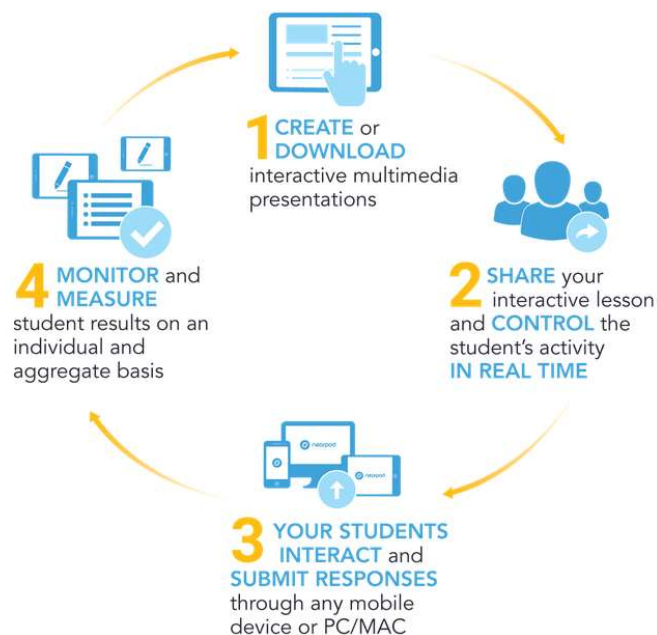 1 CREATE or
DOWNLOAD
interactive multimedia
presentations
2 SHARE your
interactive lesson
and CONTROL the
student's activity
IN REAL TIME
nearpod
nearpod
3 YOUR STUDENTS
INTERACT and
SUBMIT RESPONSES
through any mobile
device or PC/MAC
4 MONITOR and
MEASURE
student results on an
individual and
aggregate basis